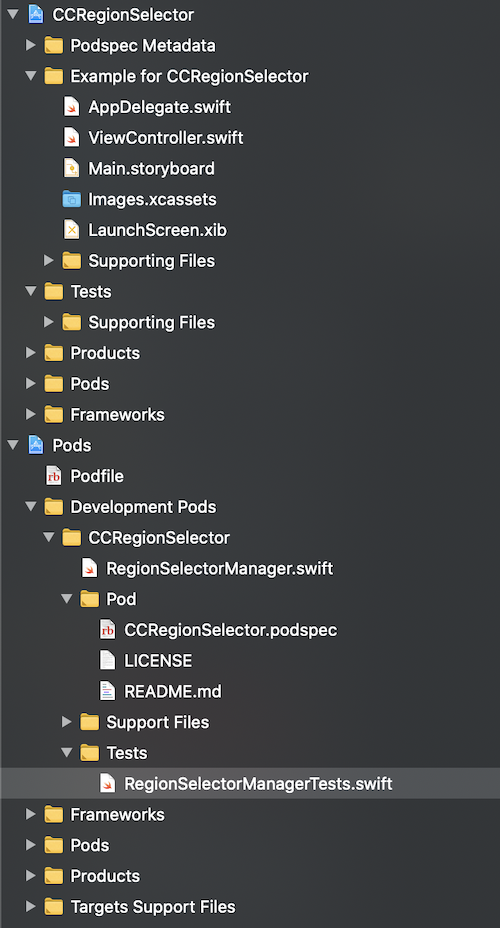 CCRegionSelector
Podspec Metadata
Example for CCRegionSelector
AppDelegate.swift
ViewController.swift
Main.storyboard
Images.xcassets
LaunchScreen.xib
Supporting Files
Tests
Supporting Files
Products
Pods
Frameworks
Pods
rb Podfile
Development Pods
CCRegionSelector
RegionSelectorManager.swift
Pod
rb CCRegionSelector.podspec
LICENSE
README.md
Support Files
Tests
RegionSelectorManagerTests.swift
Frameworks
Pods
Products
Targets Support Files